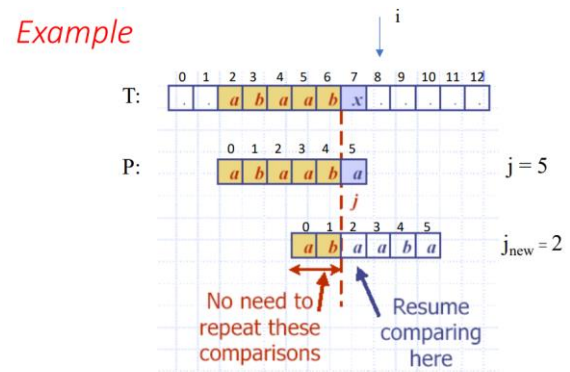 Example
i
0 1 2 3 4 5 6 7 8 9 10 11 12
T: . . a b a a b x . . . . .
0 1 2 3 4 5
P: a b a a b a j = 5
j
0 1 2 3 4 5
a b a a b a jnew = 2
No need to
repeat these
comparisons
Resume
comparing
here